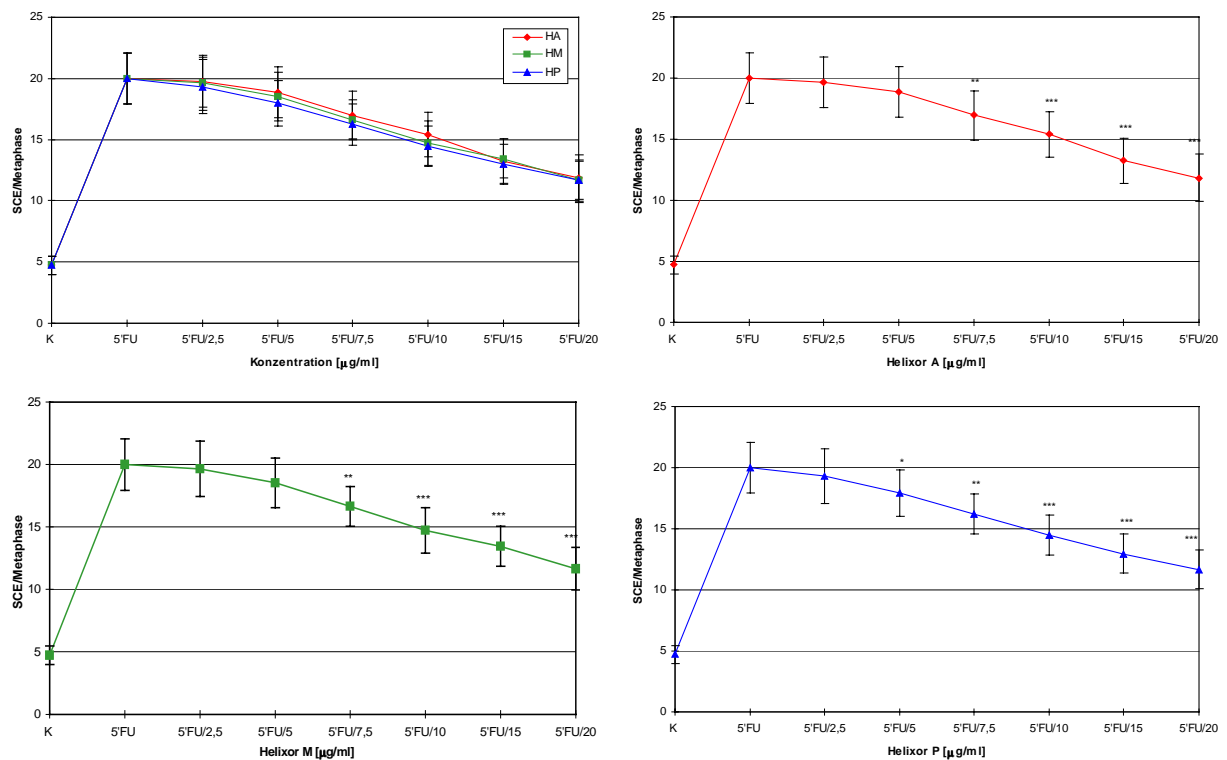 25
20
15
10
5
0
SCE/Metaphase
HA
HM
HP
K 5'FU 5'FU/2,5 5'FU/5 5'FU/7,5 5'FU/10 5'FU/15 5'FU/20
Konzentration [µg/ml]
25
20
15
10
5
0
SCE/Metaphase
**
***
***
***
K 5'FU 5'FU/2,5 5'FU/5 5'FU/7,5 5'FU/10 5'FU/15 5'FU/20
Helixor A [µg/ml]
25
20
15
10
5
0
SCE/Metaphase
**
***
***
***
K 5'FU 5'FU/2,5 5'FU/5 5'FU/7,5 5'FU/10 5'FU/15 5'FU/20
Helixor M [µg/ml]
25
20
15
10
5
0
SCE/Metaphase
*
**
***
***
***
K 5'FU 5'FU/2,5 5'FU/5 5'FU/7,5 5'FU/10 5'FU/15 5'FU/20
Helixor P [µg/ml]